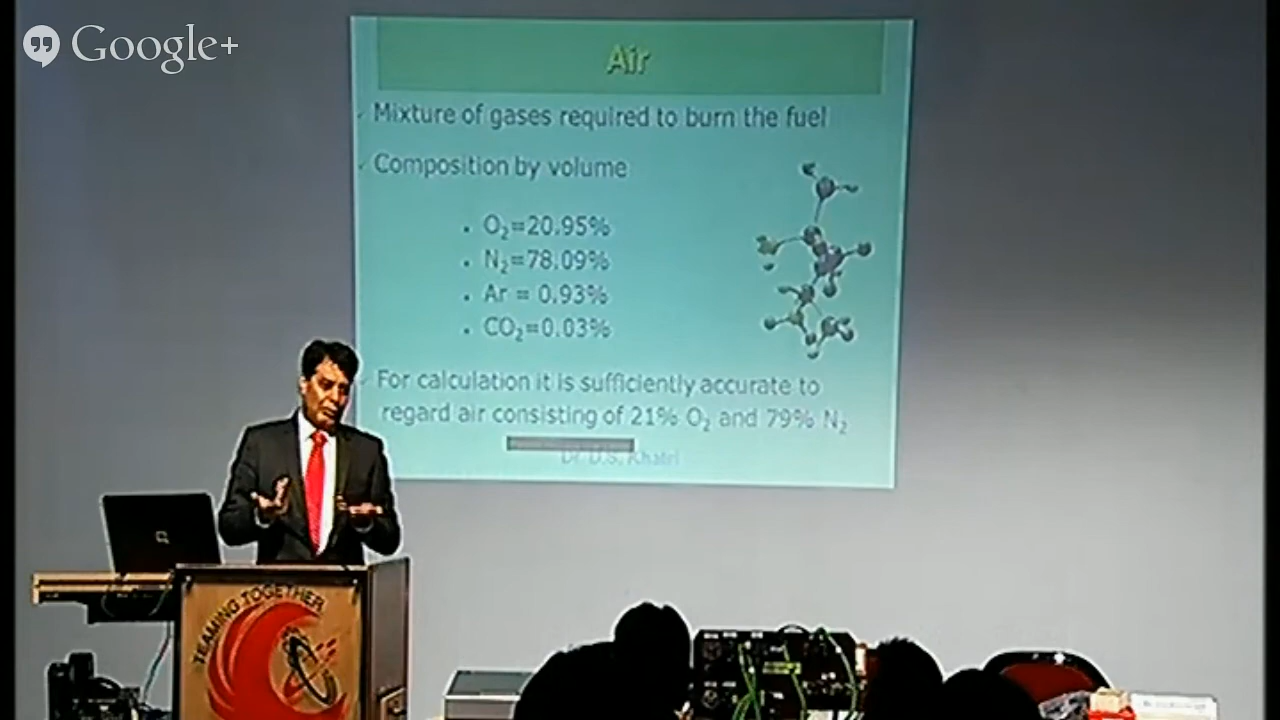 Google+
Air
Mixture of gases required to burn the fuel
Composition by volume
O₂=20.95%
N₂=78.09%
Ar = 0.93%
CO₂=0.03%
For calculation it is sufficiently accurate to
regard air consisting of 21% O₂ and 79% N₂
Dr. D.S. Khatri
TEAMING TOGETHER